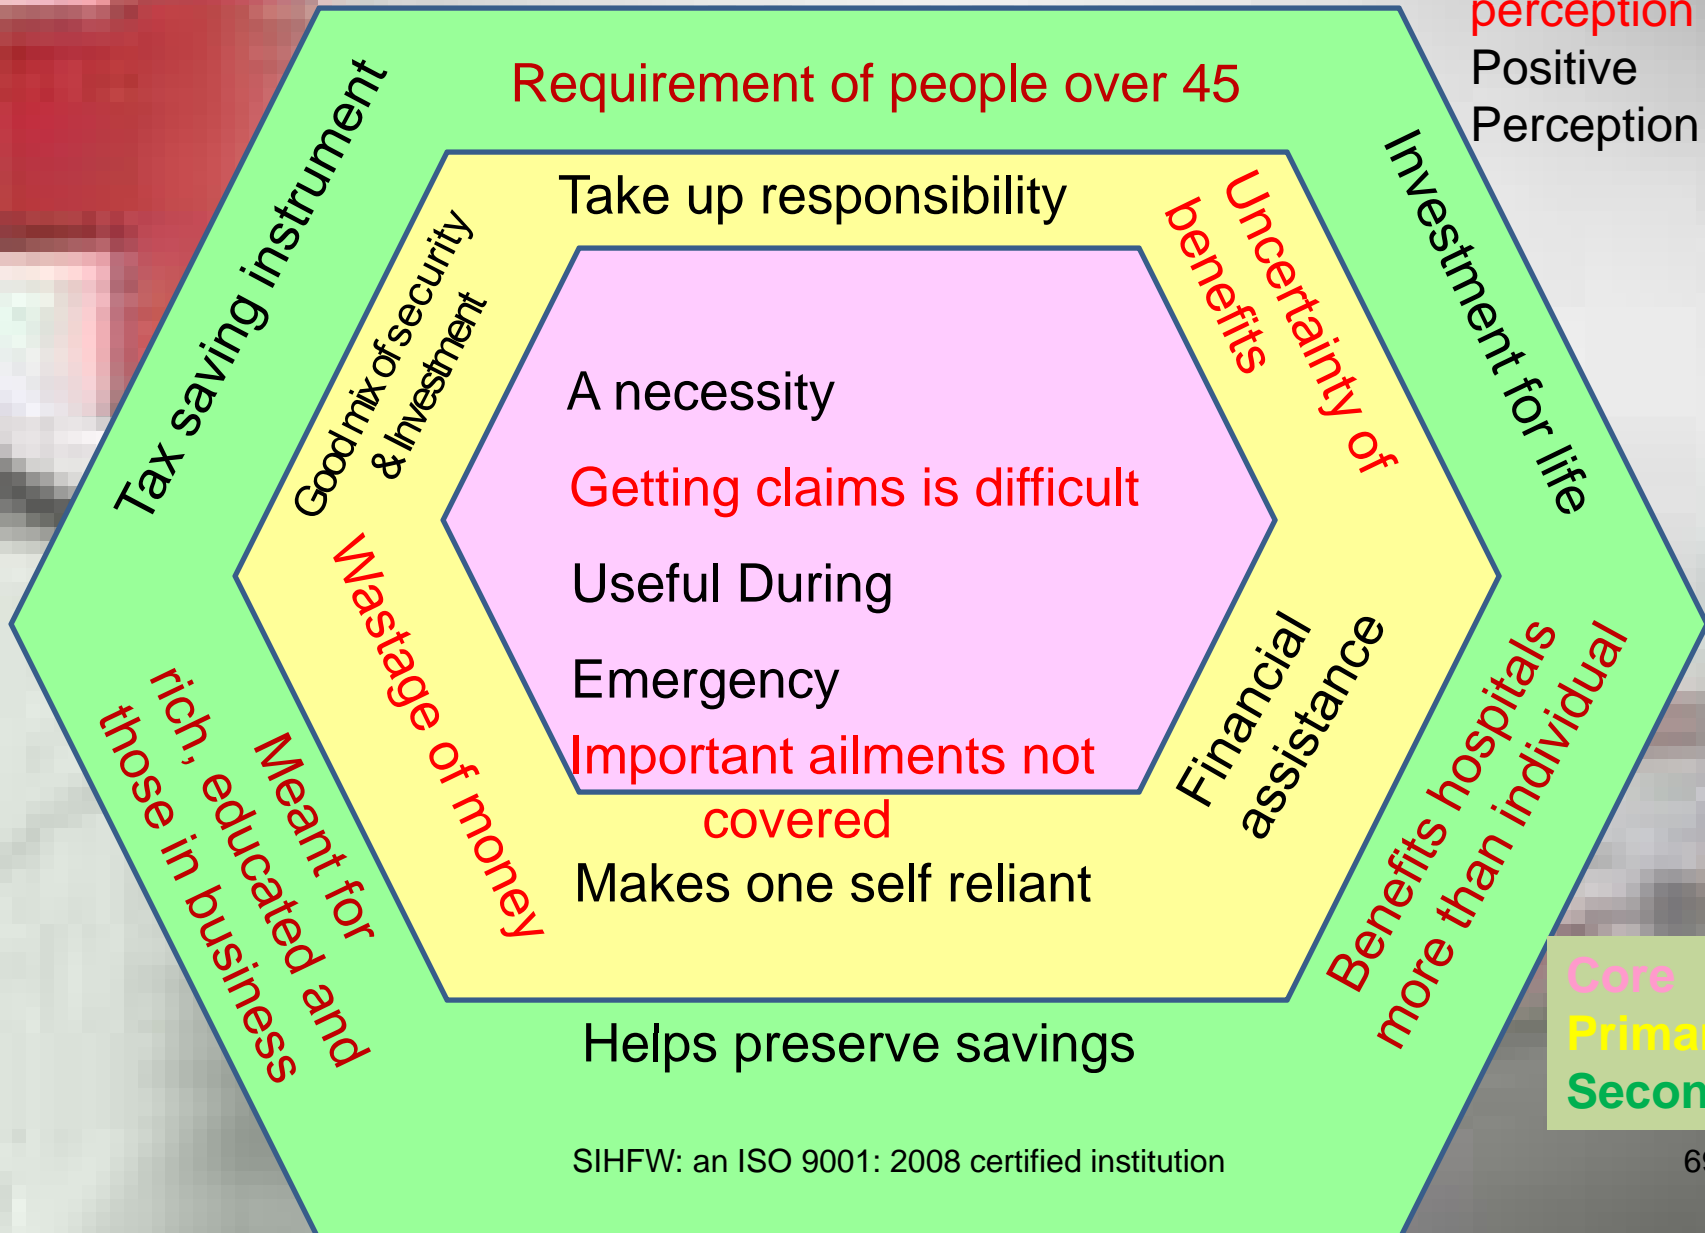 perception
Positive
Perception
Requirement of people over 45
Tax saving instrument
Investment for life
Take up responsibility
Good mix of security
& Investment
Uncertainty of
benefits
A necessity
Getting claims is difficult
Useful During
Emergency
Important ailments not
covered
Wastage of money
Financial
assistance
Makes one self reliant
Meant for
rich, educated and
those in business
Benefits hospitals
more than individual
Helps preserve savings
Core
SIHFW: an ISO 9001: 2008 certified institution